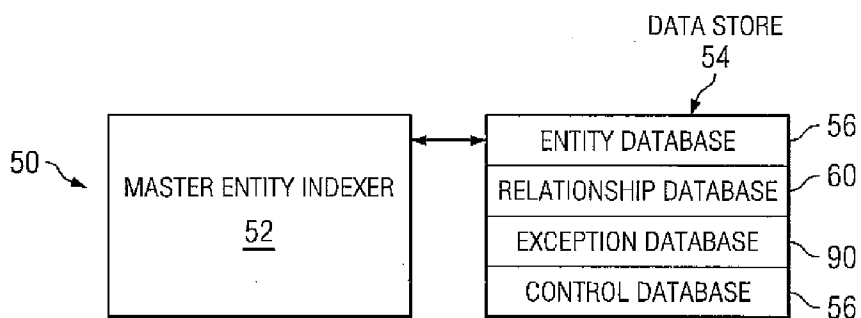 DATA STORE
54
50
MASTER ENTITY INDEXER
52
ENTITY DATABASE
56
RELATIONSHIP DATABASE
60
EXCEPTION DATABASE
90
CONTROL DATABASE
56